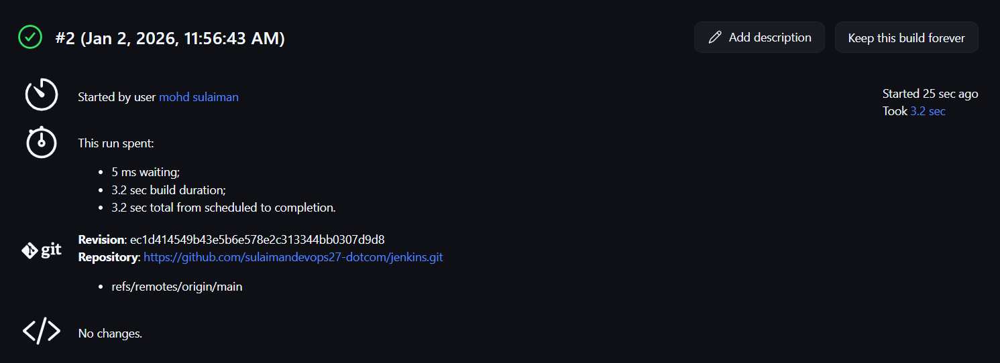 #2 (Jan 2, 2026, 11:56:43 AM)
Add description
Keep this build forever
Started by user mohd sulaiman
Started 25 sec ago
Took 3.2 sec
This run spent:
• 5 ms waiting;
• 3.2 sec build duration;
• 3.2 sec total from scheduled to completion.
git
Revision: ec1d414549b43e5b6e578e2c313344bb0307d9d8
Repository: https://github.com/sulaimandevops27-dotcom/jenkins.git
• refs/remotes/origin/main
</> No changes.